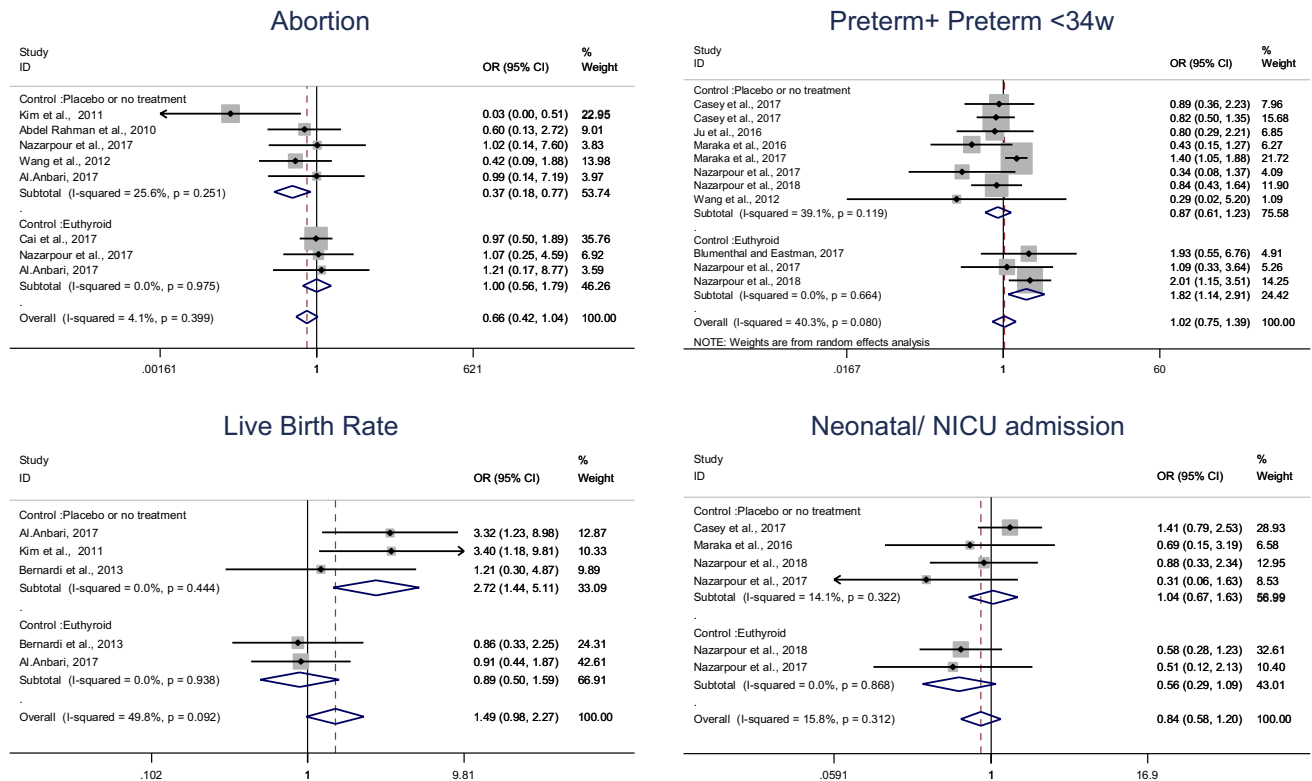 Abortion
Study %
ID OR (95% CI) Weight
Control :Placebo or no treatment
Kim et al., 2011 0.03 (0.00, 0.51) 22.95
Abdel Rahman et al., 2010 0.60 (0.13, 2.72) 9.01
Nazarpour et al., 2017 1.02 (0.14, 7.60) 3.83
Wang et al., 2012 0.42 (0.09, 1.88) 13.98
Al.Anbari, 2017 0.99 (0.14, 7.19) 3.97
Subtotal (I-squared = 25.6%, p = 0.251) 0.37 (0.18, 0.77) 53.74
.
Control :Euthyroid
Cai et al., 2017 0.97 (0.50, 1.89) 35.76
Nazarpour et al., 2017 1.07 (0.25, 4.59) 6.92
Al.Anbari, 2017 1.21 (0.17, 8.77) 3.59
Subtotal (I-squared = 0.0%, p = 0.975) 1.00 (0.56, 1.79) 46.26
.
Overall (I-squared = 4.1%, p = 0.399) 0.66 (0.42, 1.04) 100.00
.00161 1 621
Preterm+ Preterm <34w
Study %
ID OR (95% CI) Weight
Control :Placebo or no treatment
Casey et al., 2017 0.89 (0.36, 2.23) 7.96
Casey et al., 2017 0.82 (0.50, 1.35) 15.68
Ju et al., 2016 0.80 (0.29, 2.21) 6.85
Maraka et al., 2016 0.43 (0.15, 1.27) 6.27
Maraka et al., 2017 1.40 (1.05, 1.88) 21.72
Nazarpour et al., 2017 0.34 (0.08, 1.37) 4.09
Nazarpour et al., 2018 0.84 (0.43, 1.64) 11.90
Wang et al., 2012 0.29 (0.02, 5.20) 1.09
Subtotal (I-squared = 39.1%, p = 0.119) 0.87 (0.61, 1.23) 75.58
.
Control :Euthyroid
Blumenthal and Eastman, 2017 1.93 (0.55, 6.76) 4.91
Nazarpour et al., 2017 1.09 (0.33, 3.64) 5.26
Nazarpour et al., 2018 2.01 (1.15, 3.51) 14.25
Subtotal (I-squared = 0.0%, p = 0.664) 1.82 (1.14, 2.91) 24.42
.
Overall (I-squared = 40.3%, p = 0.080) 1.02 (0.75, 1.39) 100.00
NOTE: Weights are from random effects analysis
.0167 1 60
Live Birth Rate
Study %
ID OR (95% CI) Weight
Control :Placebo or no treatment
Al.Anbari, 2017 3.32 (1.23, 8.98) 12.87
Kim et al., 2011 3.40 (1.18, 9.81) 10.33
Bernardi et al., 2013 1.21 (0.30, 4.87) 9.89
Subtotal (I-squared = 0.0%, p = 0.444) 2.72 (1.44, 5.11) 33.09
.
Control :Euthyroid
Bernardi et al., 2013 0.86 (0.33, 2.25) 24.31
Al.Anbari, 2017 0.91 (0.44, 1.87) 42.61
Subtotal (I-squared = 0.0%, p = 0.938) 0.89 (0.50, 1.59) 66.91
.
Overall (I-squared = 49.8%, p = 0.092) 1.49 (0.98, 2.27) 100.00
.102 1 9.81
Neonatal/ NICU admission
Study %
ID OR (95% CI) Weight
Control :Placebo or no treatment
Casey et al., 2017 1.41 (0.79, 2.53) 28.93
Maraka et al., 2016 0.69 (0.15, 3.19) 6.58
Nazarpour et al., 2018 0.88 (0.33, 2.34) 12.95
Nazarpour et al., 2017 0.31 (0.06, 1.63) 8.53
Subtotal (I-squared = 14.1%, p = 0.322) 1.04 (0.67, 1.63) 56.99
.
Control :Euthyroid
Nazarpour et al., 2018 0.58 (0.28, 1.23) 32.61
Nazarpour et al., 2017 0.51 (0.12, 2.13) 10.40
Subtotal (I-squared = 0.0%, p = 0.868) 0.56 (0.29, 1.09) 43.01
.
Overall (I-squared = 15.8%, p = 0.312) 0.84 (0.58, 1.20) 100.00
.0591 1 16.9